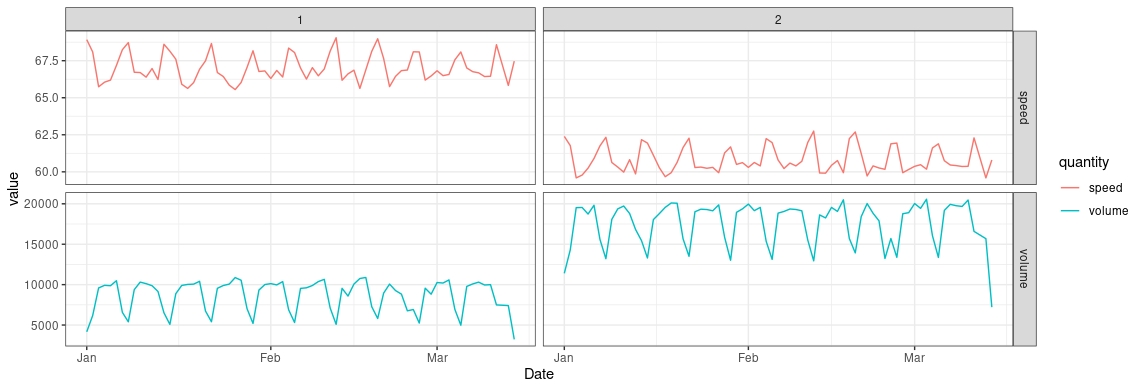 1
2
67.5
65.0
62.5
60.0
speed
value
20000
15000
10000
5000
volume
Jan
Feb
Mar
Jan
Feb
Mar
Date
quantity
speed
volume